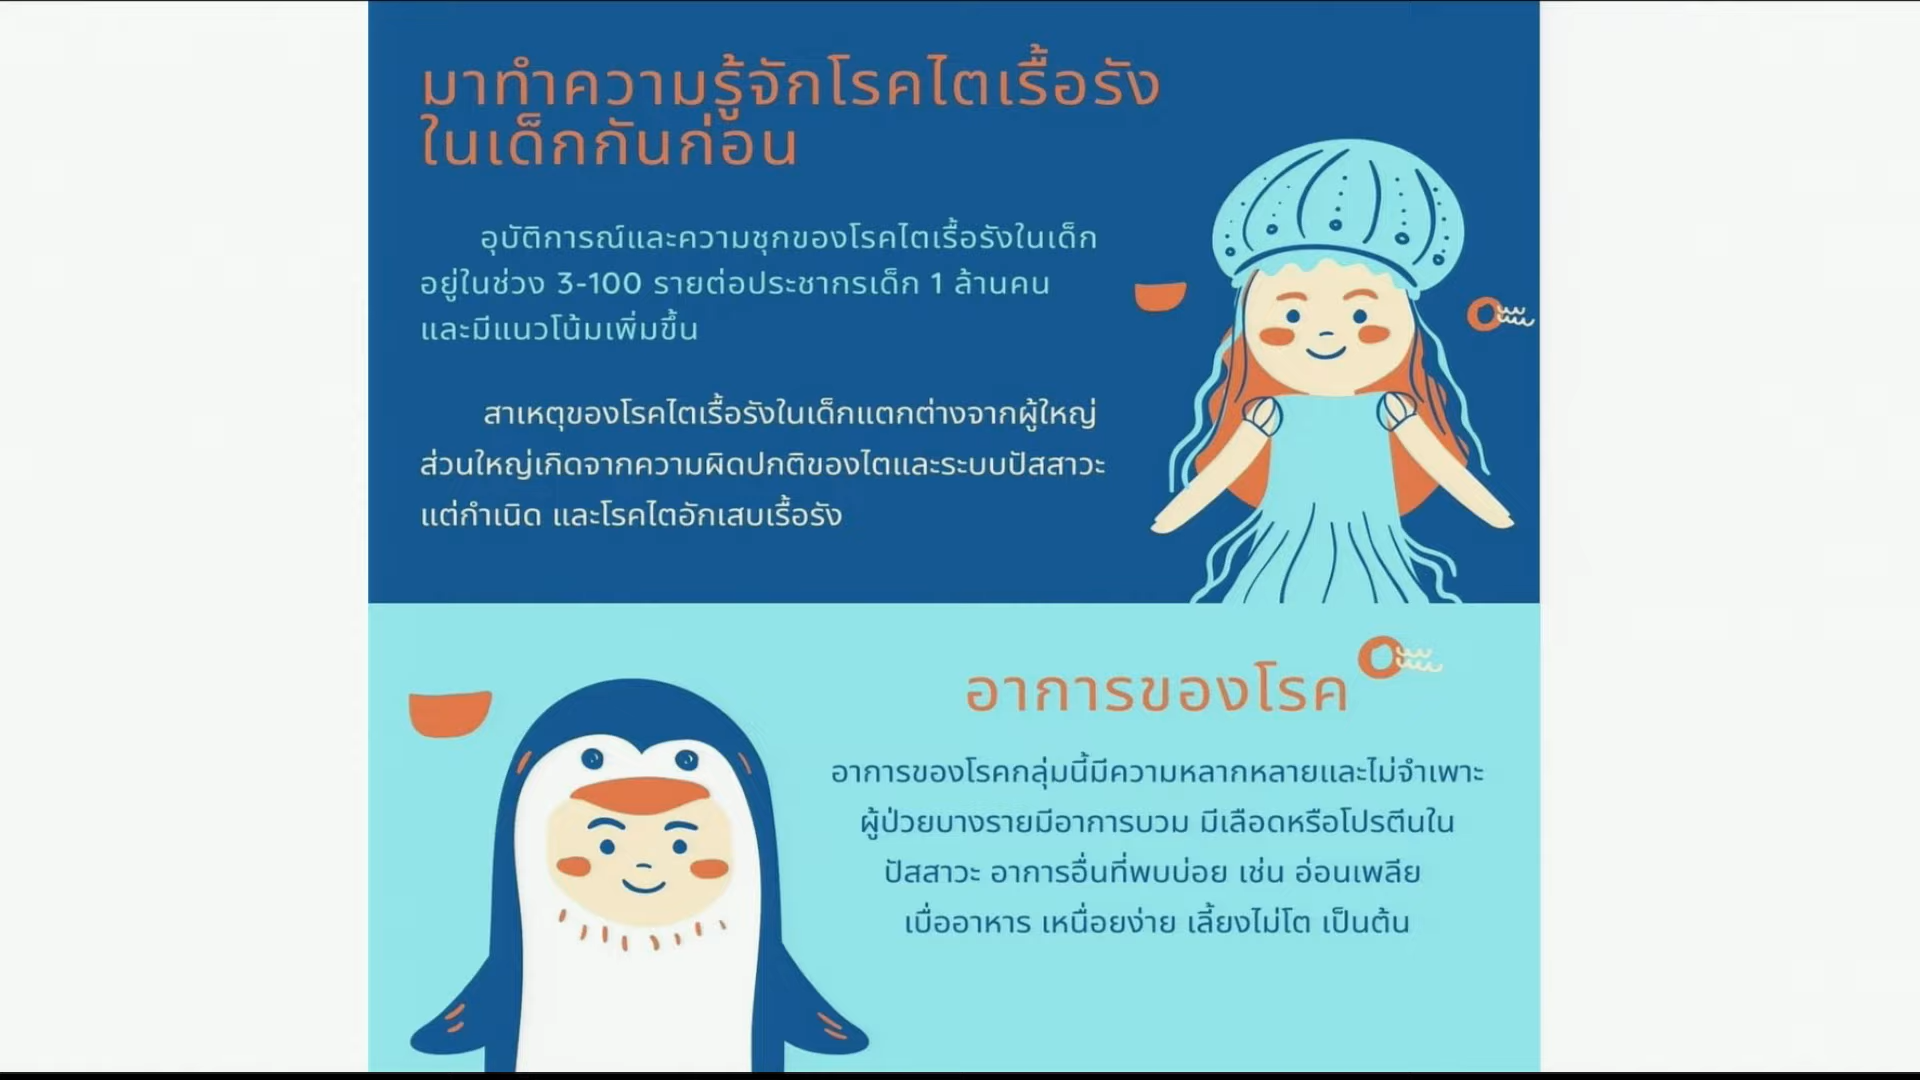 มาทำความรู้จักโรคไตเรื้อรัง
ในเด็กกันก่อน
อุบัติการณ์และความชุกของโรคไตเรื้อรังในเด็ก
อยู่ในช่วง 3-100 รายต่อประชากรเด็ก 1 ล้านคน
และมีแนวโน้มเพิ่มขึ้น
สาเหตุของโรคไตเรื้อรังในเด็กแตกต่างจากผู้ใหญ่
ส่วนใหญ่เกิดจากความผิดปกติของไตและระบบปัสสาวะ
แต่กำเนิด และโรคไตอักเสบเรื้อรัง
อาการของโรค
อาการของโรคกลุ่มนี้มีความหลากหลายและไม่จำเพาะ
ผู้ป่วยบางรายมีอาการบวม มีเลือดหรือโปรตีนใน
ปัสสาวะ อาการอื่นที่พบบ่อย เช่น อ่อนเพลีย
เบื่ออาหาร เหนื่อยง่าย เลี้ยงไม่โต เป็นต้น